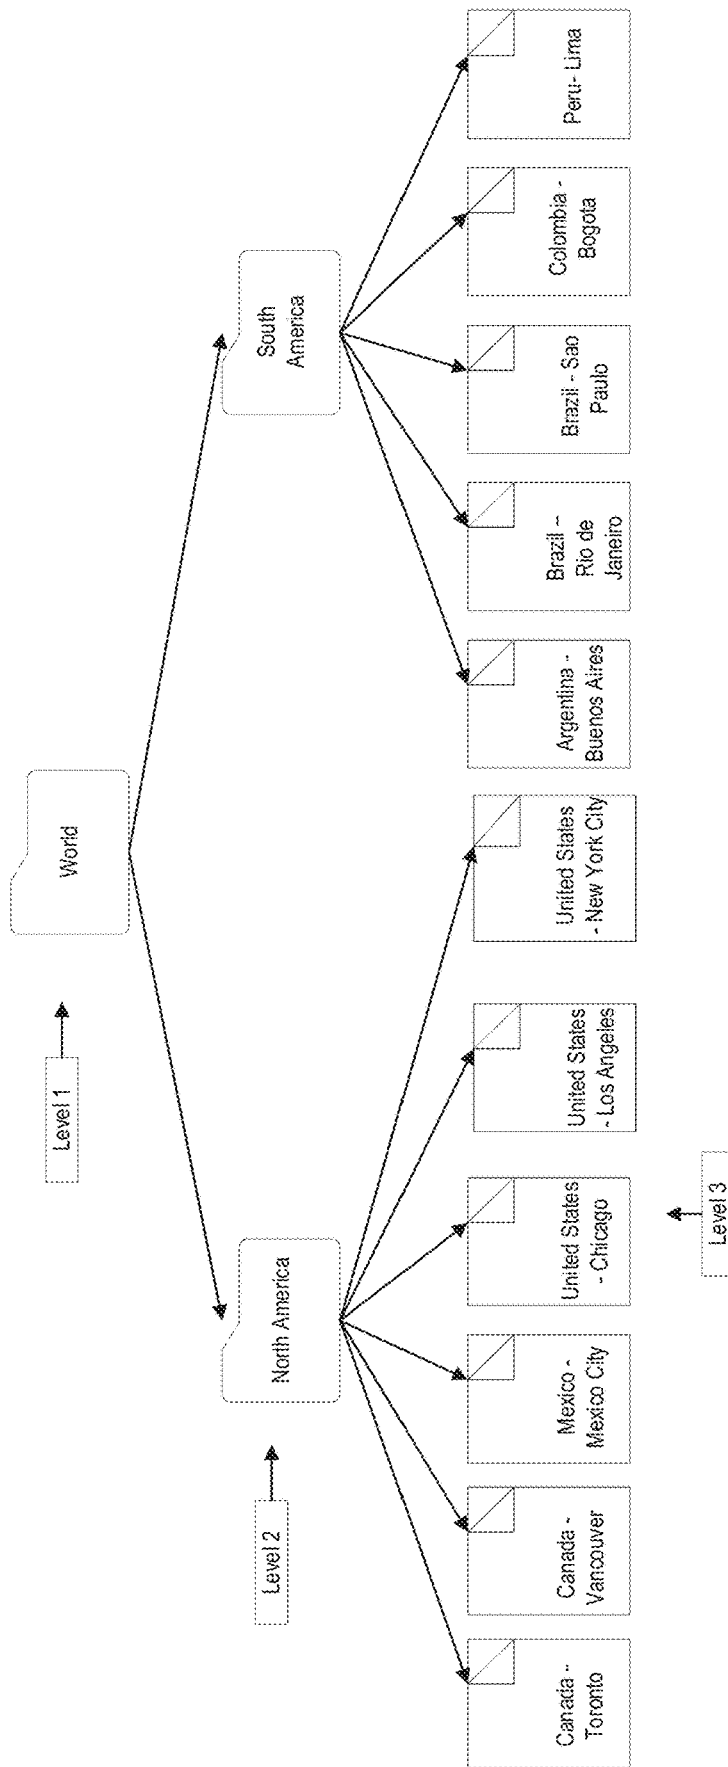 Level 1
World
Level 2
North America
South
America
Canada –
Toronto
Canada –
Vancouver
Mexico -
Mexico City
United States
- Chicago
United States
- Los Angeles
United States
- New York City
Argentina -
Buenos Aires
Brazil –
Rio de
Janeiro
Brazil - Sao
Paulo
Colombia -
Bogota
Peru- Lima
Level 3